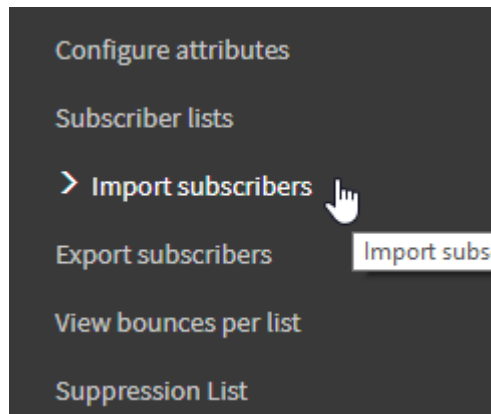 Configure attributes
Subscriber lists
> Import subscribers
Export subscribers
Import subs
View bounces per list
Suppression List